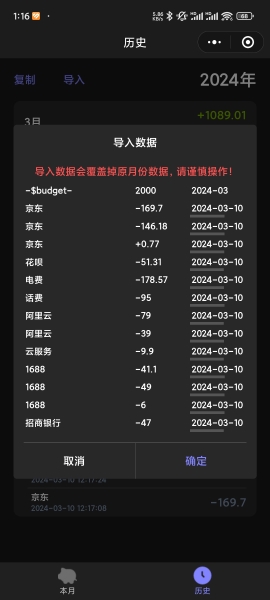 1:16
5.86 KB/s
60
历史
复制 导入 2024年
3月 +1089.01
导入数据
导入数据会覆盖掉原月份数据，请谨慎操作！
-$budget- 2000 2024-03
京东 -169.7 2024-03-10
京东 -146.18 2024-03-10
京东 +0.77 2024-03-10
花呗 -51.31 2024-03-10
电费 -178.57 2024-03-10
话费 -95 2024-03-10
阿里云 -79 2024-03-10
阿里云 -39 2024-03-10
云服务 -9.9 2024-03-10
1688 -41.1 2024-03-10
1688 -49 2024-03-10
1688 -6 2024-03-10
招商银行 -47 2024-03-10
取消 确定
2024-03-10 12:17:24
京东 -169.7
2024-03-10 12:17:08
本月 历史